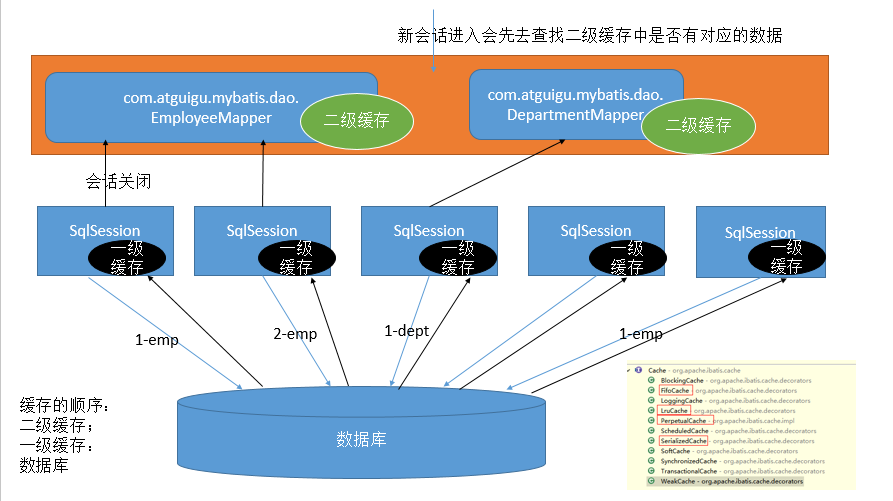 新会话进入会先去查找二级缓存中是否有对应的数据
com.atguigu.mybatis.dao.
EmployeeMapper
二级缓存
com.atguigu.mybatis.dao.
DepartmentMapper
二级缓存
会话关闭
SqlSession
一级
缓存
SqlSession
一级
缓存
SqlSession
一级
缓存
SqlSession
一级
缓存
SqlSession
一级
缓存
1-emp
2-emp
1-dept
1-emp
缓存的顺序：
二级缓存；
一级缓存：
数据库
数据库
Cache - org.apache.ibatis.cache
BlockingCache - org.apache.ibatis.cache.decorators
FifoCache - org.apache.ibatis.cache.decorators
LoggingCache - org.apache.ibatis.cache.decorators
LruCache - org.apache.ibatis.cache.decorators
PerpetualCache - org.apache.ibatis.cache.impl
ScheduledCache - org.apache.ibatis.cache.decorators
SerializedCache - org.apache.ibatis.cache.decorators
SoftCache - org.apache.ibatis.cache.decorators
SynchronizedCache - org.apache.ibatis.cache.decorators
TransactionalCache - org.apache.ibatis.cache.decorators
WeakCache - org.apache.ibatis.cache.decorators